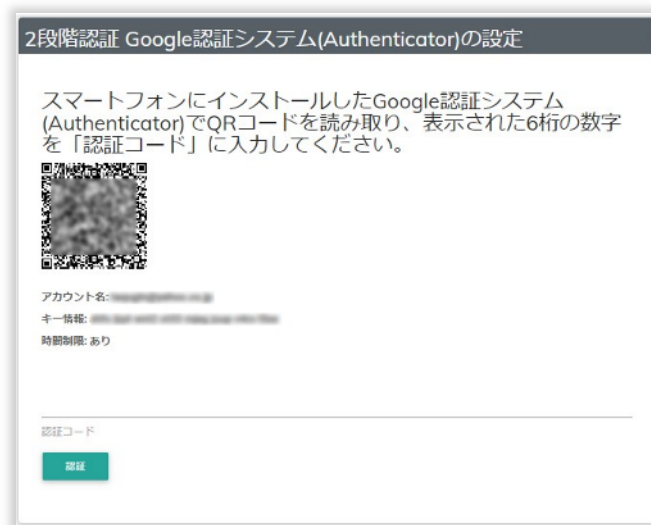 2段階認証 Google認証システム(Authenticator)の設定
スマートフォンにインストールしたGoogle認証システム
(Authenticator)でQRコードを読み取り、表示された6桁の数字
を「認証コード」に入力してください。
アカウント名:
キー情報:
時間制限: あり
認証コード
認証